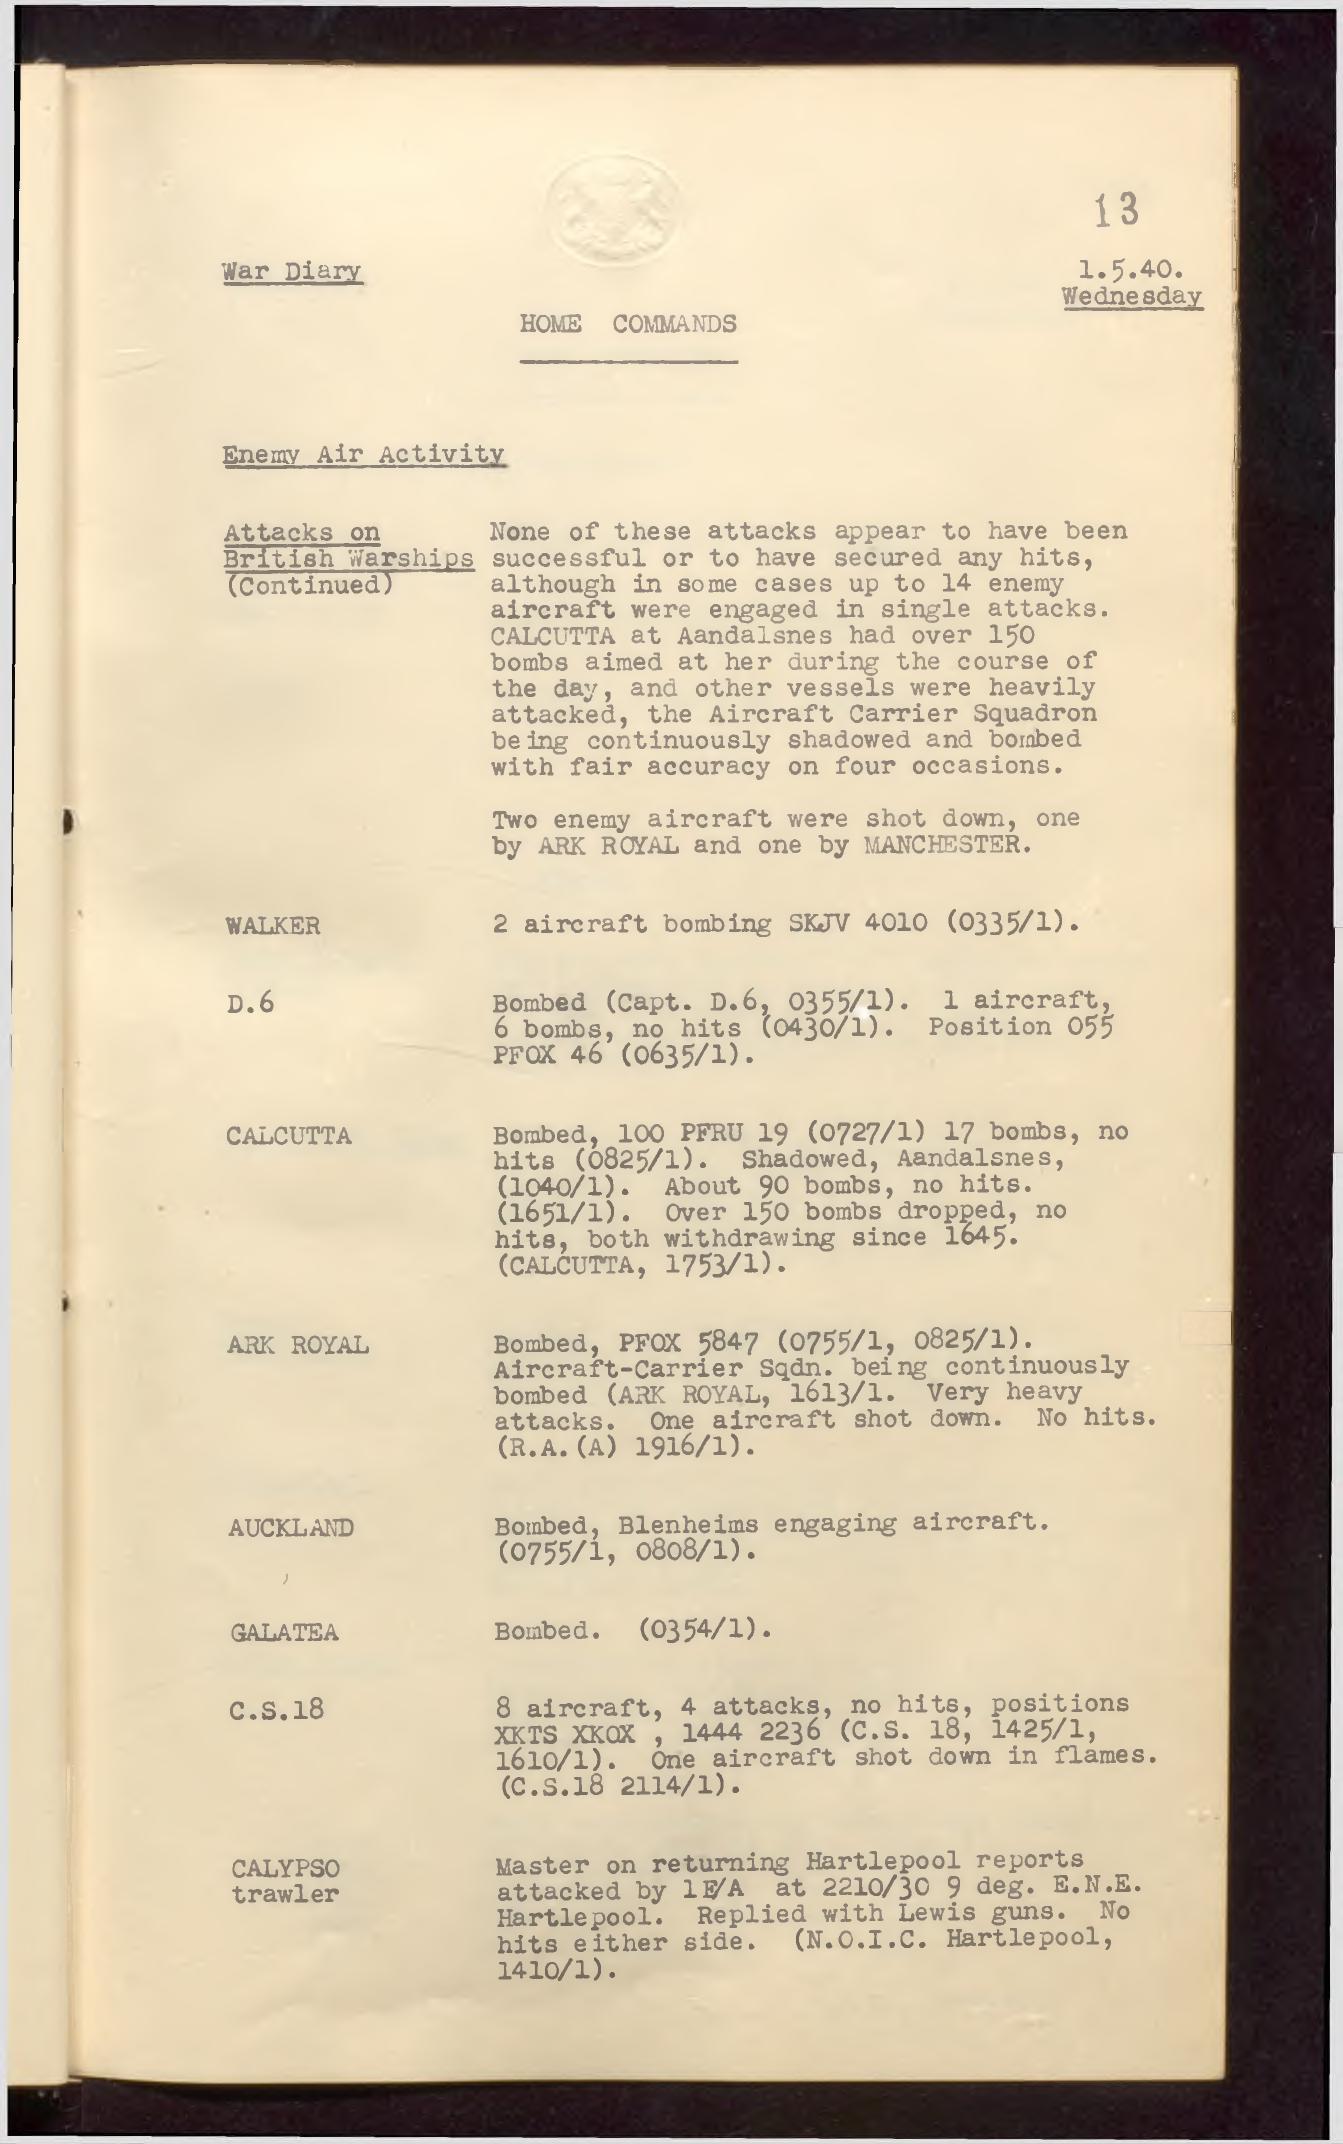 13
War Diary
1.5.40.
Wednesday
HOME COMMANDS
Enemy Air Activity
Attacks on
British Warships
(Continued)
None of these attacks appear to have been
successful or to have secured any hits,
although in some cases up to 14 enemy
aircraft were engaged in single attacks.
CALCUTTA at Aandalsnes had over 150
bombs aimed at her during the course of
the day, and other vessels were heavily
attacked, the Aircraft Carrier Squadron
being continuously shadowed and bombed
with fair accuracy on four occasions.
Two enemy aircraft were shot down, one
by ARK ROYAL and one by MANCHESTER.
WALKER
2 aircraft bombing SKJV 4010 (0335/1).
D.6
Bombed (Capt. D.6, 0355/1). 1 aircraft,
6 bombs, no hits (0430/1). Position 055
PFOX 46 (0635/1).
CALCUTTA
Bombed, 100 PFRU 19 (0727/1) 17 bombs, no
hits (0825/1). Shadowed, Aandalsnes,
(1040/1). About 90 bombs, no hits.
(1651/1). Over 150 bombs dropped, no
hits, both withdrawing since 1645.
(CALCUTTA, 1753/1).
ARK ROYAL
Bombed, PFOX 5847 (0755/1, 0825/1).
Aircraft-Carrier Sqdn. being continuously
bombed (ARK ROYAL, 1613/1. Very heavy
attacks. One aircraft shot down. No hits.
(R.A.(A) 1916/1).
AUCKLAND
Bombed, Blenheims engaging aircraft.
(0755/1, 0808/1).
GALATEA
Bombed. (0354/1).
C.S.18
8 aircraft, 4 attacks, no hits, positions
XKTS XKOX , 1444 2236 (C.S. 18, 1425/1,
1610/1). One aircraft shot down in flames.
(C.S.18 2114/1).
CALYPSO
trawler
Master on returning Hartlepool reports
attacked by 1E/A at 2210/30 9 deg. E.N.E.
Hartlepool. Replied with Lewis guns. No
hits either side. (N.O.I.C. Hartlepool,
1410/1).